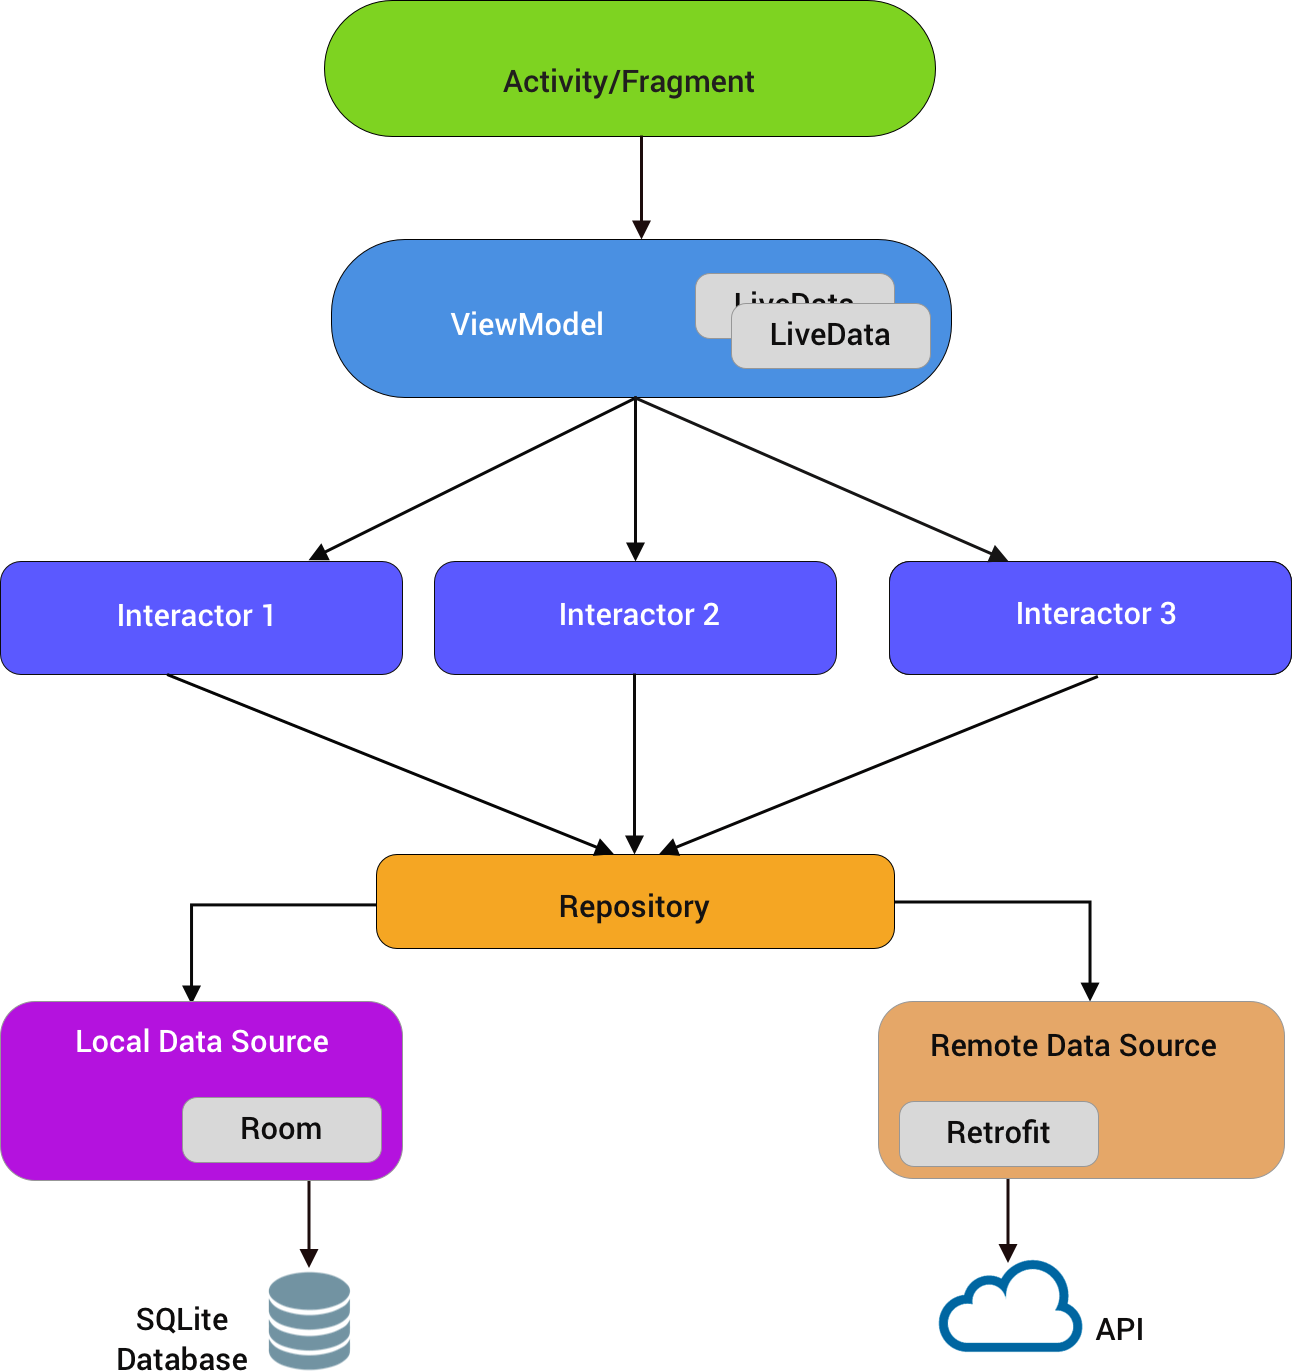 Activity/Fragment
ViewModel
LiveData
LiveData
Interactor 1
Interactor 2
Interactor 3
Repository
Local Data Source
Room
Remote Data Source
Retrofit
SQLite
Database
API